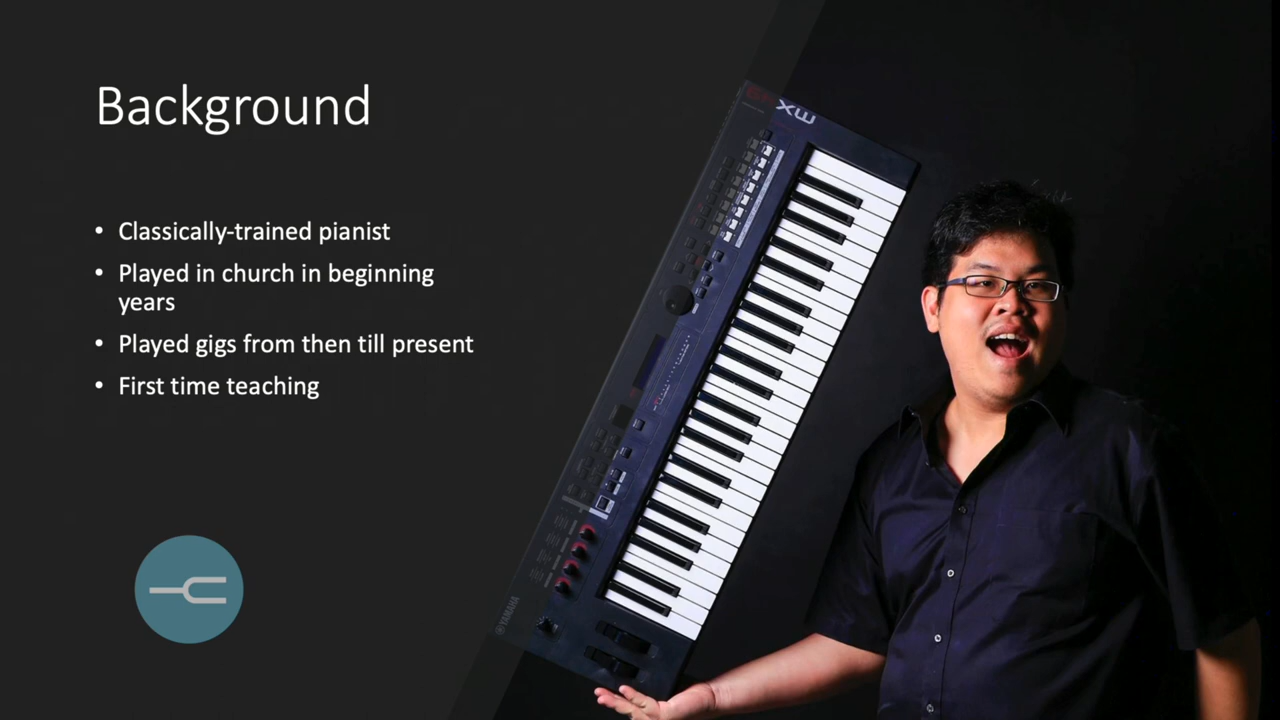 Background
• Classically-trained pianist
• Played in church in beginning
years
• Played gigs from then till present
• First time teaching
MX
YAMAHA